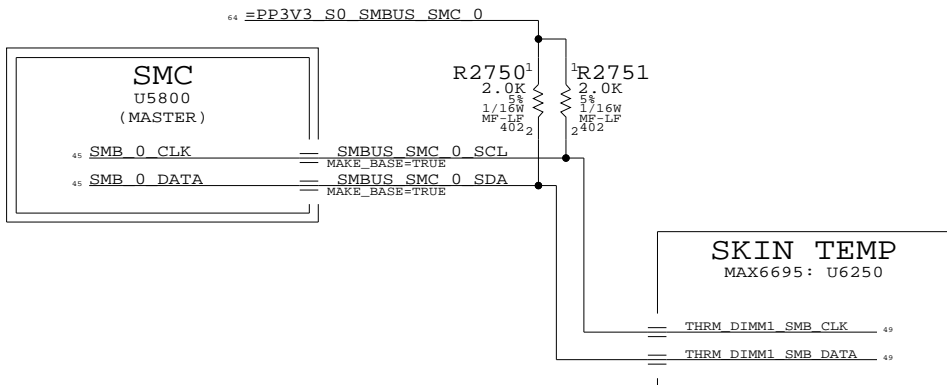 64 =PP3V3_S0_SMBUS_SMC_0
SMC
U5800
(MASTER)
R2750 1
2.0K
5%
1/16W
MF-LF
402 2
1 R2751
2.0K
5%
1/16W
MF-LF
2 402
45 SMB_0_CLK
SMBUS_SMC_0_SCL
MAKE_BASE=TRUE
45 SMB_0_DATA
SMBUS_SMC_0_SDA
MAKE_BASE=TRUE
SKIN TEMP
MAX6695: U6250
THRM_DIMM1_SMB_CLK 49
THRM_DIMM1_SMB_DATA 49